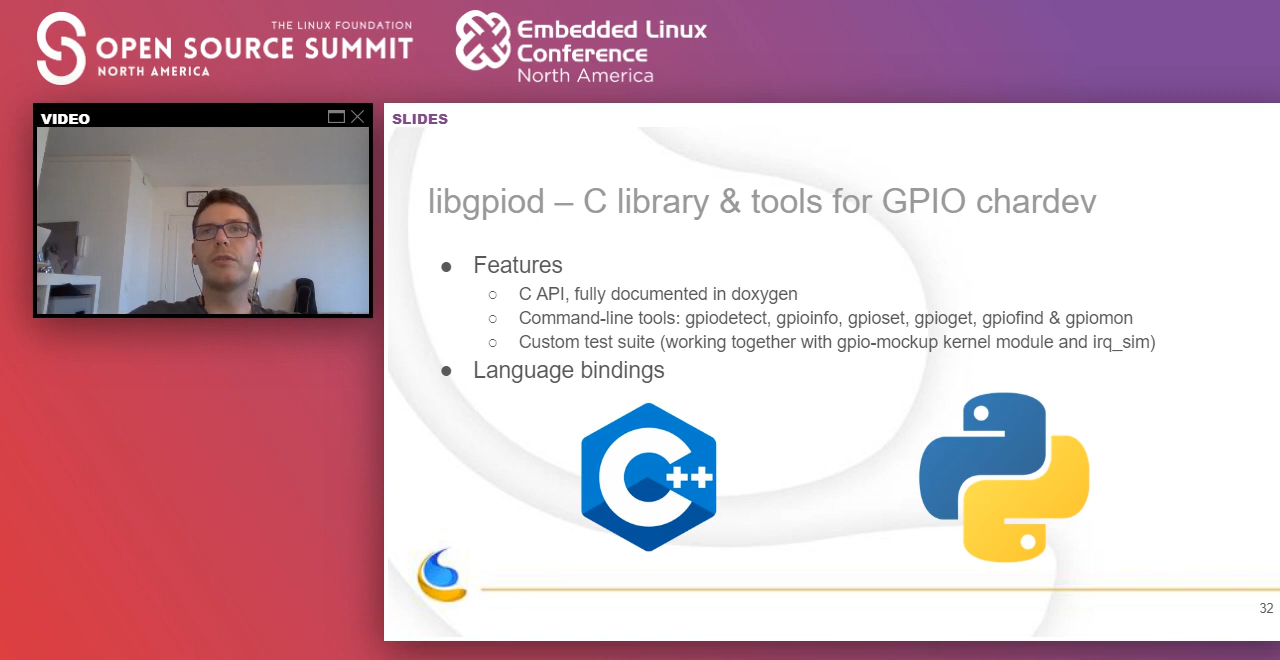 THE LINUX FOUNDATION
OPEN SOURCE SUMMIT
NORTH AMERICA
Embedded Linux
Conference
North America
VIDEO
SLIDES
libgpiod – C library & tools for GPIO chardev
● Features
○ C API, fully documented in doxygen
○ Command-line tools: gpiodetect, gpioinfo, gpioset, gpioget, gpiofind & gpiomon
○ Custom test suite (working together with gpio-mockup kernel module and irq_sim)
● Language bindings
C++
32